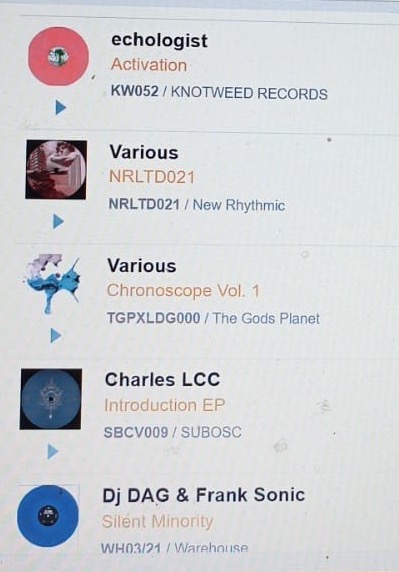 echologist
Activation
KW052 / KNOTWEED RECORDS
Various
NRLTD021
NRLTD021 / New Rhythmic
Various
Chronoscope Vol. 1
TGPXLDG000 / The Gods Planet
Charles LCC
Introduction EP
SBCV009 / SUBOSC
Dj DAG & Frank Sonic
Silent Minority
WH03/21 / Warehouse